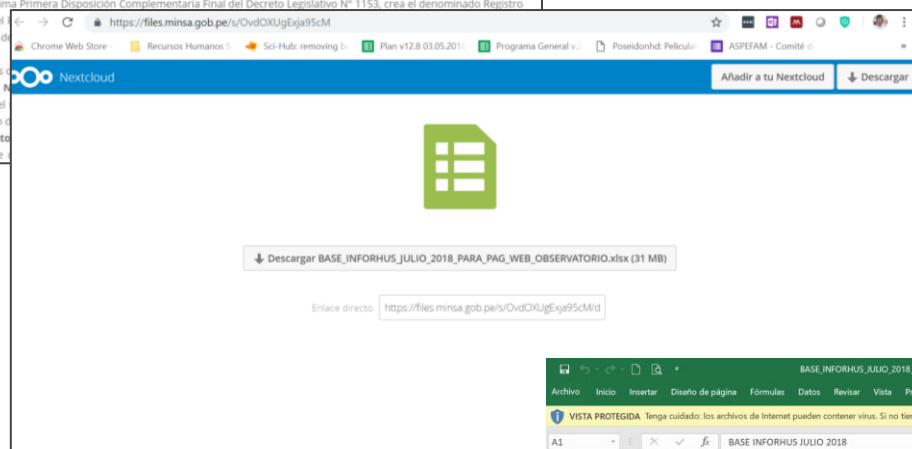 ima Primera Disposición Complementaria Final del Decreto Legislativo N° 1153, crea el denominado Registro
https://files.minsa.gob.pe/s/OvdOXUgExja95cM
Chrome Web Store
Recursos Humanos S
Sci-Hub: removing b
Plan v12.8 03.05.201
Programa General v.
Poseidonhd: Pelicula
ASPEFAM - Comité d
»
Nextcloud
Añadir a tu Nextcloud
Descargar
Descargar BASE_INFORHUS_JULIO_2018_PARA_PAG_WEB_OBSERVATORIO.xlsx (31 MB)
Enlace directo
https://files.minsa.gob.pe/s/OvdOXUgExja95cM/d
BASE_INFORHUS_JULIO_2018_
Archivo Inicio Insertar Diseño de página Fórmulas Datos Revisar Vista Pr
VISTA PROTEGIDA Tenga cuidado: los archivos de Internet pueden contener virus. Si no tien
A1
fx
BASE INFORHUS JULIO 2018